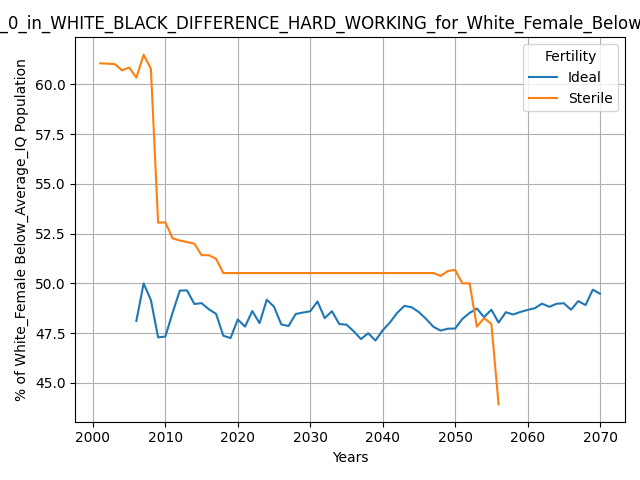 _0_in_WHITE_BLACK_DIFFERENCE_HARD_WORKING_for_White_Female_Below
% of White_Female Below_Average_IQ Population
60.0
57.5
55.0
52.5
50.0
47.5
45.0
Fertility
Ideal
Sterile
2000 2010 2020 2030 2040 2050 2060 2070
Years